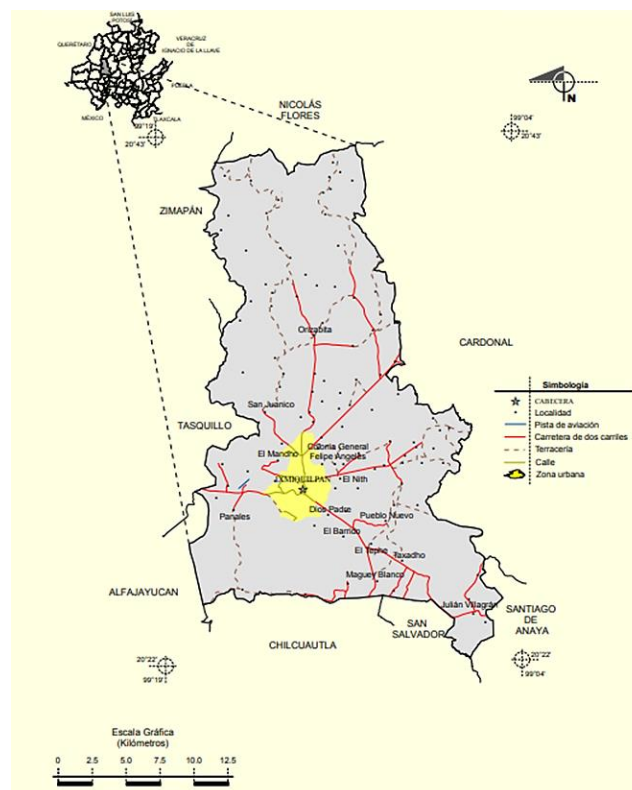 SAN LUIS
POTOSÍ
QUERÉTARO
VERACRUZ
DE
IGNACIO DE LA LLAVE
PUEBLA
MÉXICO
TLAXCALA
99°19'
20°43'
NICOLÁS
FLORES
N
99°04'
20°43'
ZIMAPÁN
Orizabita
CARDONAL
San Juanico
TASQUILLO
Colonia General
Felipe Ángeles
El Mandho
IXMIQUILPAN
El Nith
Panales
Dios Padre
Pueblo Nuevo
El Barrido
El Tephe
Taxadho
Maguey Blanco
ALFAJAYUCAN
Julián Villagrán
SANTIAGO
DE
ANAYA
SAN
SALVADOR
CHILCUAUTLA
Simbología
CABECERA
Localidad
Pista de aviación
Carretera de dos carriles
Terracería
Calle
Zona urbana
20°22'
99°19'
20°22'
99°04'
Escala Gráfica
(Kilómetros)
0 2.5 5.0 7.5 10.0 12.5